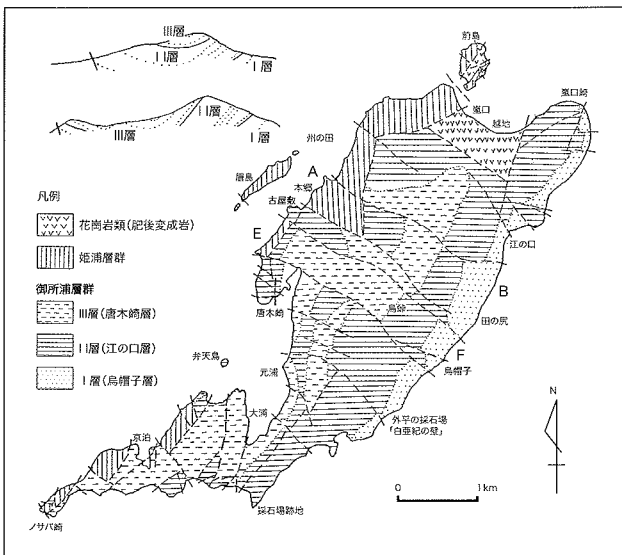 III層
II層
I層
II層
III層
I層
前島
嵐口
嵐口崎
越地
州の田
A
本郷
古屋敷
凡例
花崗岩類(肥後変成岩)
姫浦層群
御所浦層群
III層(唐木崎層)
II層(江の口層)
I層(烏帽子層)
E
江の口
B
唐木崎
烏峠
田の尻
F
烏帽子
弁天島
元浦
大浦
外平の採石場
「白亜紀の壁」
京泊
採石場跡地
ノサバ崎
N
0
1km